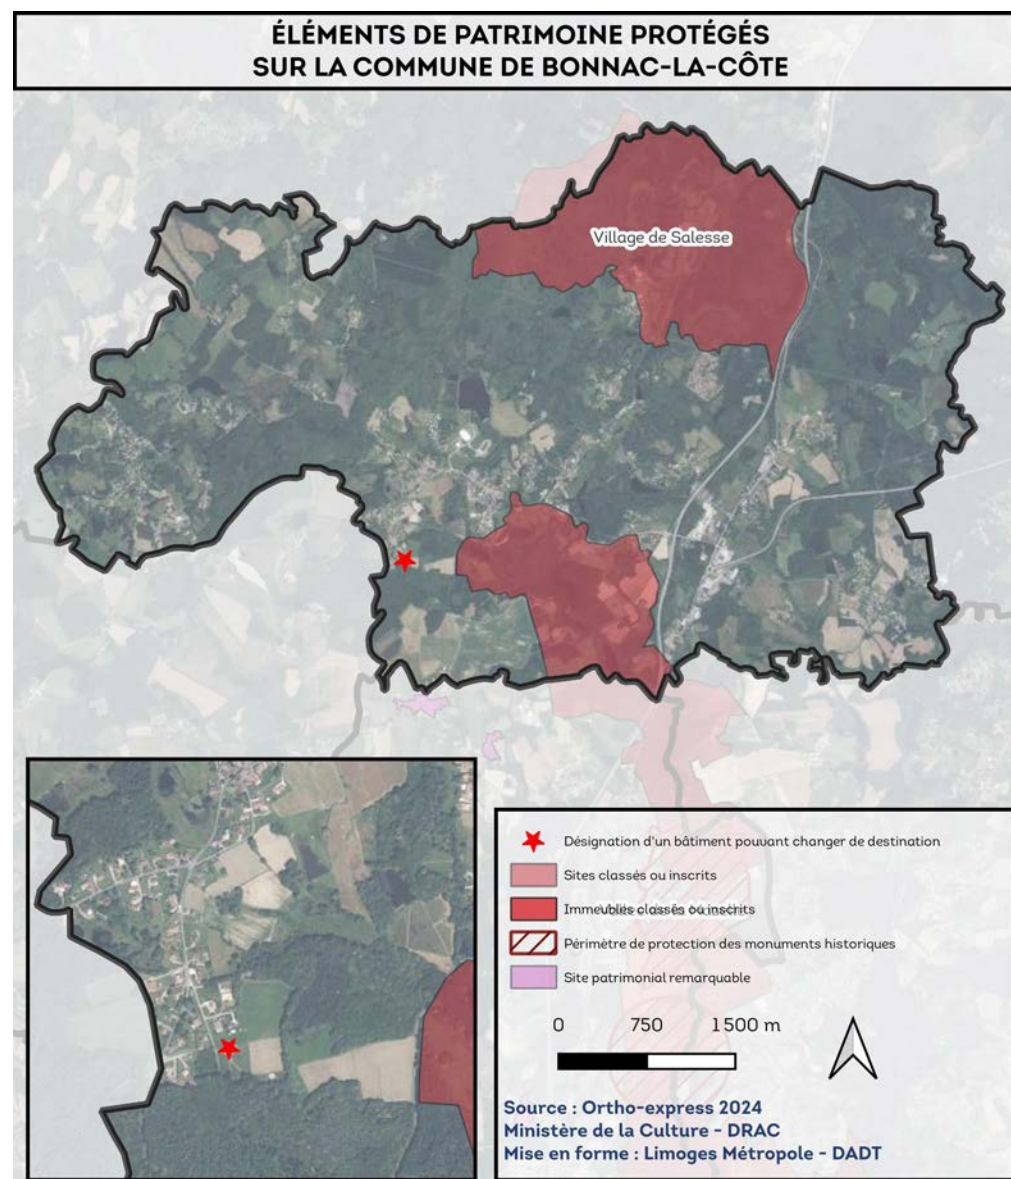 ÉLÉMENTS DE PATRIMOINE PROTÉGÉS
SUR LA COMMUNE DE BONNAC-LA-CÔTE
Village de Salesse
Désignation d'un bâtiment pouvant changer de destination
Sites classés ou inscrits
Immeubles classés ou inscrits
Périmètre de protection des monuments historiques
Site patrimonial remarquable
0 750 1500 m
Source : Ortho-express 2024
Ministère de la Culture - DRAC
Mise en forme : Limoges Métropole - DADT